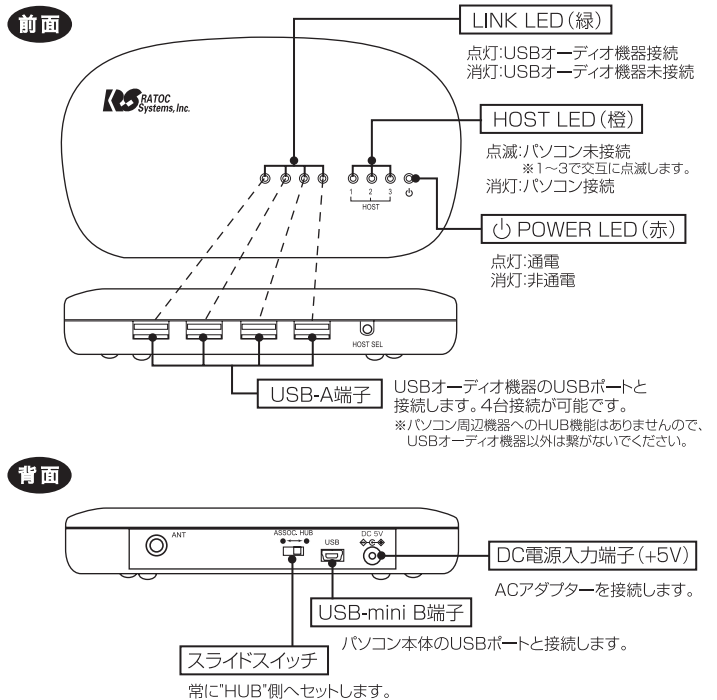 前面
LINK LED（緑）
点灯:USBオーディオ機器接続
消灯:USBオーディオ機器未接続
RS RATOC
Systems, Inc.
HOST LED（橙）
点滅:パソコン未接続
※1～3で交互に点滅します。
消灯:パソコン接続
1 2 3
HOST
POWER LED（赤）
点灯:通電
消灯:非通電
HOST SEL
USB-A端子
USBオーディオ機器のUSBポートと
接続します。4台接続が可能です。
※パソコン周辺機器へのHUB機能はありませんので、
USBオーディオ機器以外は繋がないでください。
背面
ANT
ASSOC. HUB
USB
DC 5V
DC電源入力端子（+5V）
ACアダプターを接続します。
USB-mini B端子
パソコン本体のUSBポートと接続します。
スライドスイッチ
常に"HUB"側へセットします。